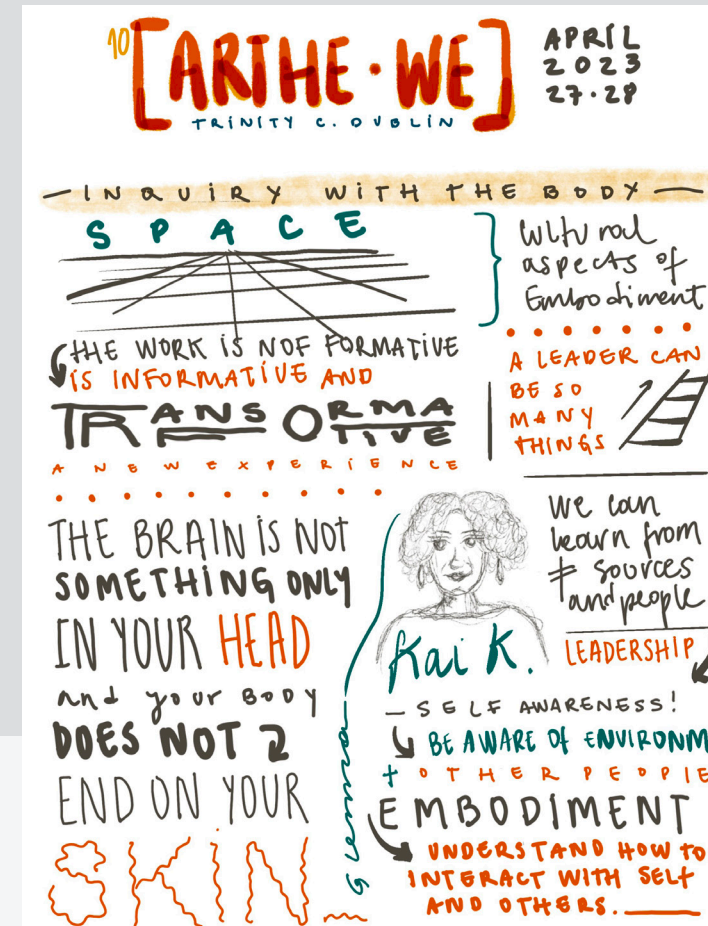 10 [ARTHE·WE]
TRINITY C. DUBLIN
APRIL
2023
27·28
— INQUIRY WITH THE BODY —
SPACE
Cultural
aspects of
Embodiment
THE WORK IS NOT FORMATIVE
IS INFORMATIVE AND
TRANSFORMATIVE
A NEW EXPERIENCE
A LEADER CAN
BE SO
MANY
THINGS
THE BRAIN IS NOT
SOMETHING ONLY
IN YOUR HEAD
and your BODY
DOES NOT
END ON YOUR
SKIN
we can
learn from
≠ sources
and people
Kai K.
LEADERSHIP
— SELF AWARENESS!
BE AWARE OF ENVIRONM
+ OTHER PEOPLE
EMBODIMENT
UNDERSTAND HOW TO
INTERACT WITH SELF
AND OTHERS.